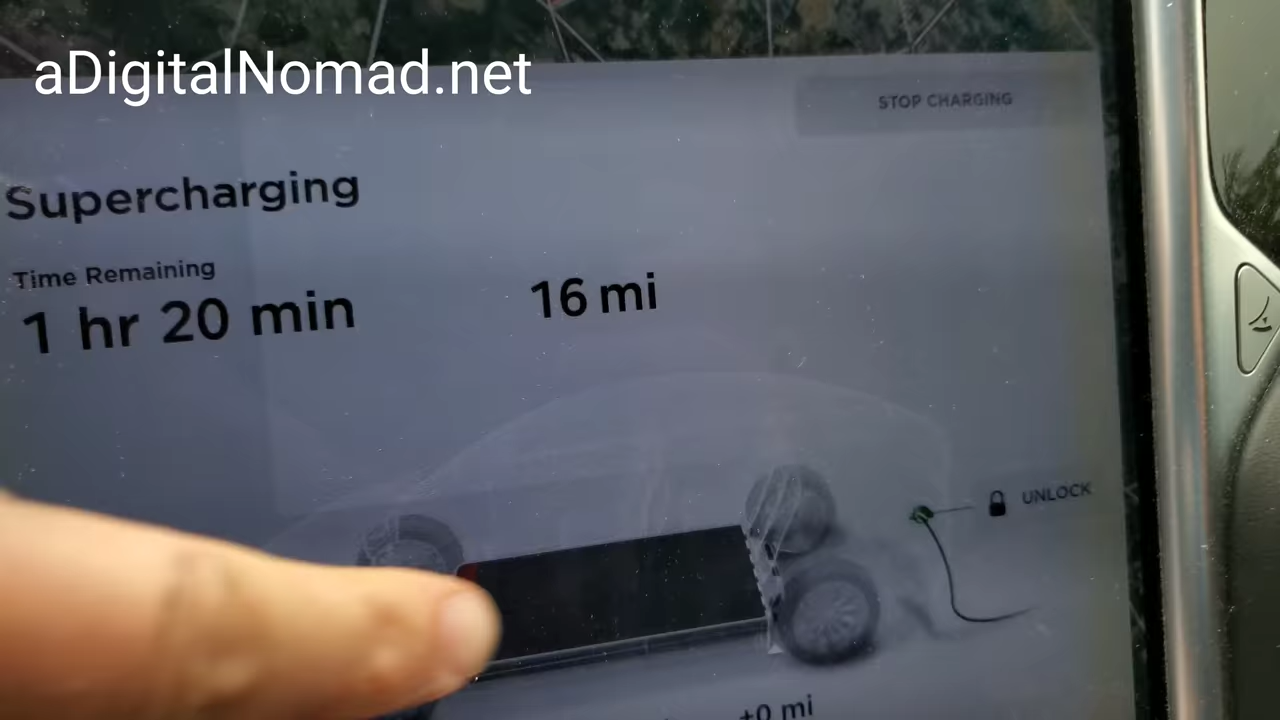 aDigitalNomad.net
STOP CHARGING
Supercharging
Time Remaining
1 hr 20 min
16 mi
UNLOCK
+0 mi